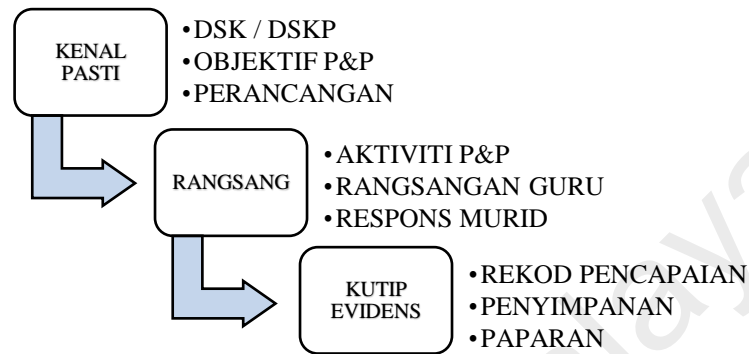 KENAL
PASTI
•DSK / DSKP
•OBJEKTIF P&P
•PERANCANGAN
RANGSANG
•AKTIVITI P&P
•RANGSANGAN GURU
•RESPONS MURID
KUTIP
EVIDENS
•REKOD PENCAPAIAN
•PENYIMPANAN
•PAPARAN